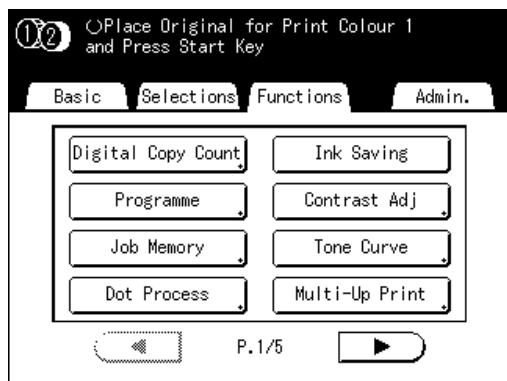 ①② Place Original for Print Colour 1
and Press Start Key
Basic Selections Functions Admin.
Digital Copy Count Ink Saving
Programme Contrast Adj
Job Memory Tone Curve
Dot Process Multi-Up Print
P.1/5